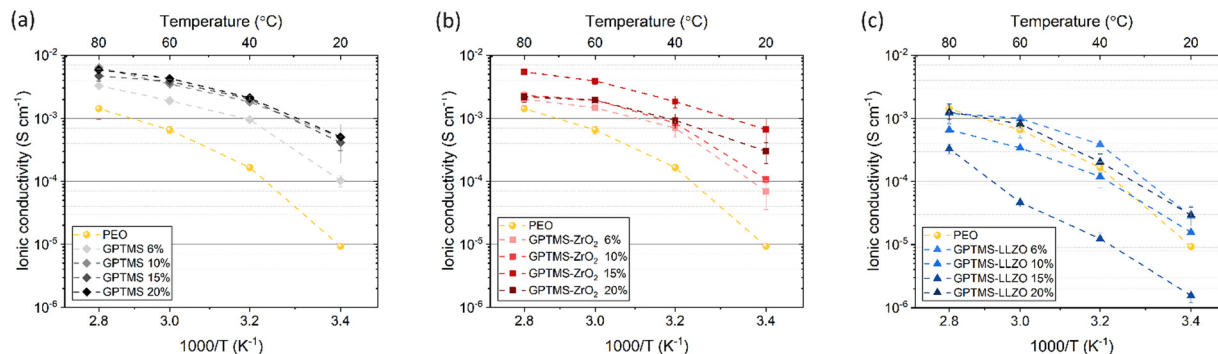 (a)
Temperature (°C)
80 60 40 20
10⁻²
10⁻³
10⁻⁴
10⁻⁵
10⁻⁶
Ionic conductivity (S cm⁻¹)
PEO
GPTMS 6%
GPTMS 10%
GPTMS 15%
GPTMS 20%
2.8 3.0 3.2 3.4
1000/T (K⁻¹)
(b)
Temperature (°C)
80 60 40 20
10⁻²
10⁻³
10⁻⁴
10⁻⁵
10⁻⁶
Ionic conductivity (S cm⁻¹)
PEO
GPTMS-ZrO₂ 6%
GPTMS-ZrO₂ 10%
GPTMS-ZrO₂ 15%
GPTMS-ZrO₂ 20%
2.8 3.0 3.2 3.4
1000/T (K⁻¹)
(c)
Temperature (°C)
80 60 40 20
10⁻²
10⁻³
10⁻⁴
10⁻⁵
10⁻⁶
Ionic conductivity (S cm⁻¹)
PEO
GPTMS-LLZO 6%
GPTMS-LLZO 10%
GPTMS-LLZO 15%
GPTMS-LLZO 20%
2.8 3.0 3.2 3.4
1000/T (K⁻¹)